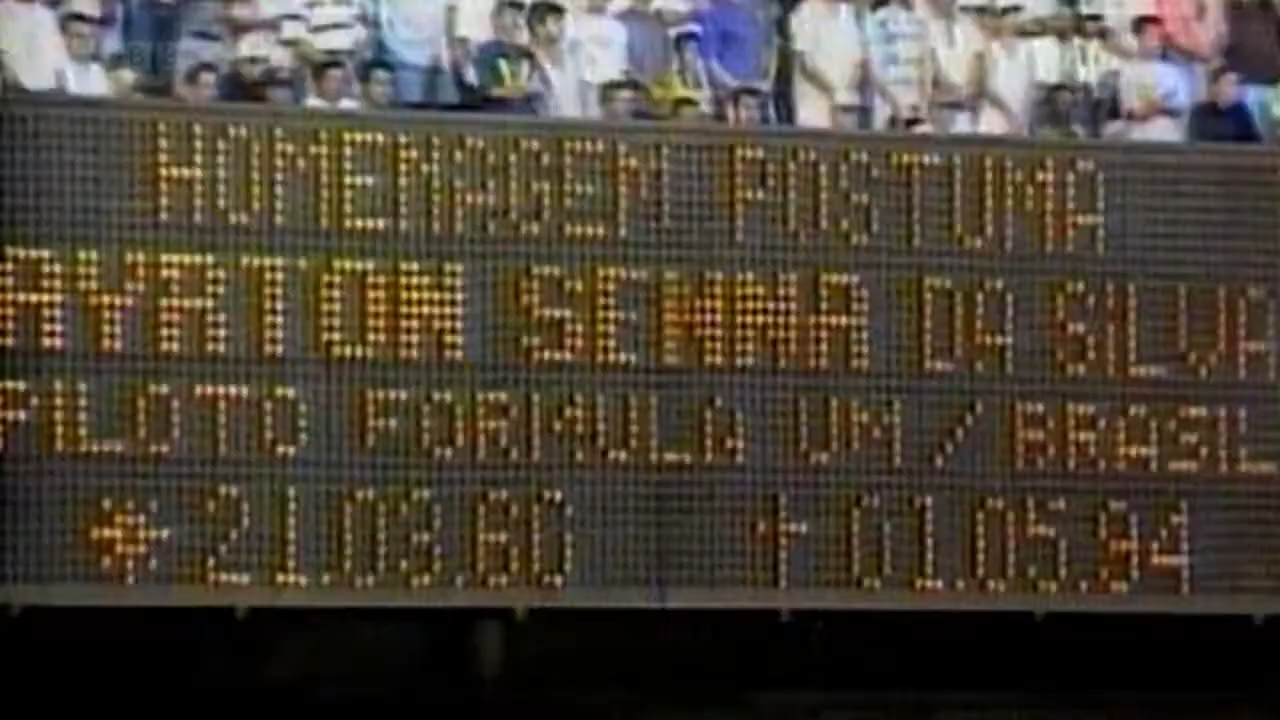 HOMENAGEM POSTUMA
AYRTON SENNA DA SILVA
PILOTO FORMULA UM / BRASIL
* 21.03.60 † 01.05.94